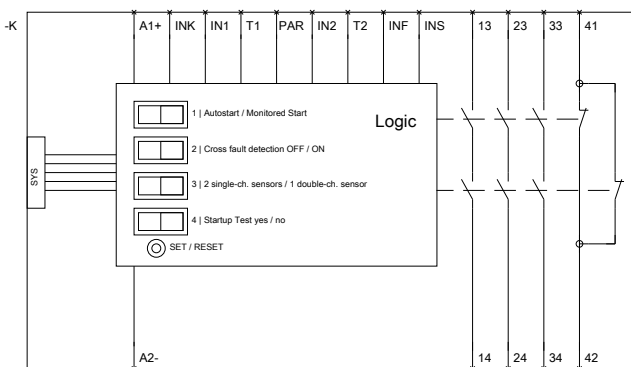 -K A1+ INK IN1 T1 PAR IN2 T2 INF INS 13 23 33 41
1 | Autostart / Monitored Start
Logic
2 | Cross fault detection OFF / ON
SYS
3 | 2 single-ch. sensors / 1 double-ch. sensor
4 | Startup Test yes / no
SET / RESET
A2- 14 24 34 42